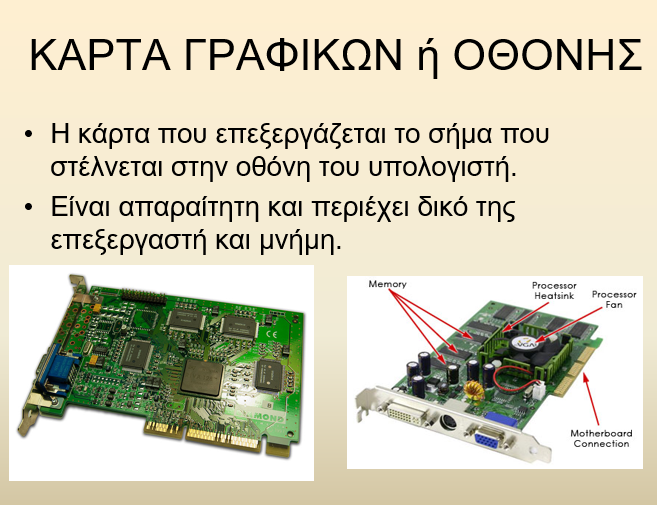 ΚΑΡΤΑ ΓΡΑΦΙΚΩΝ ή ΟΘΟΝΗΣ
• Η κάρτα που επεξεργάζεται το σήμα που
στέλνεται στην οθόνη του υπολογιστή.
• Είναι απαραίτητη και περιέχει δικό της
επεξεργαστή και μνήμη.
Memory
Processor
Heatsink
Processor
Fan
VGA
Motherboard
Connection